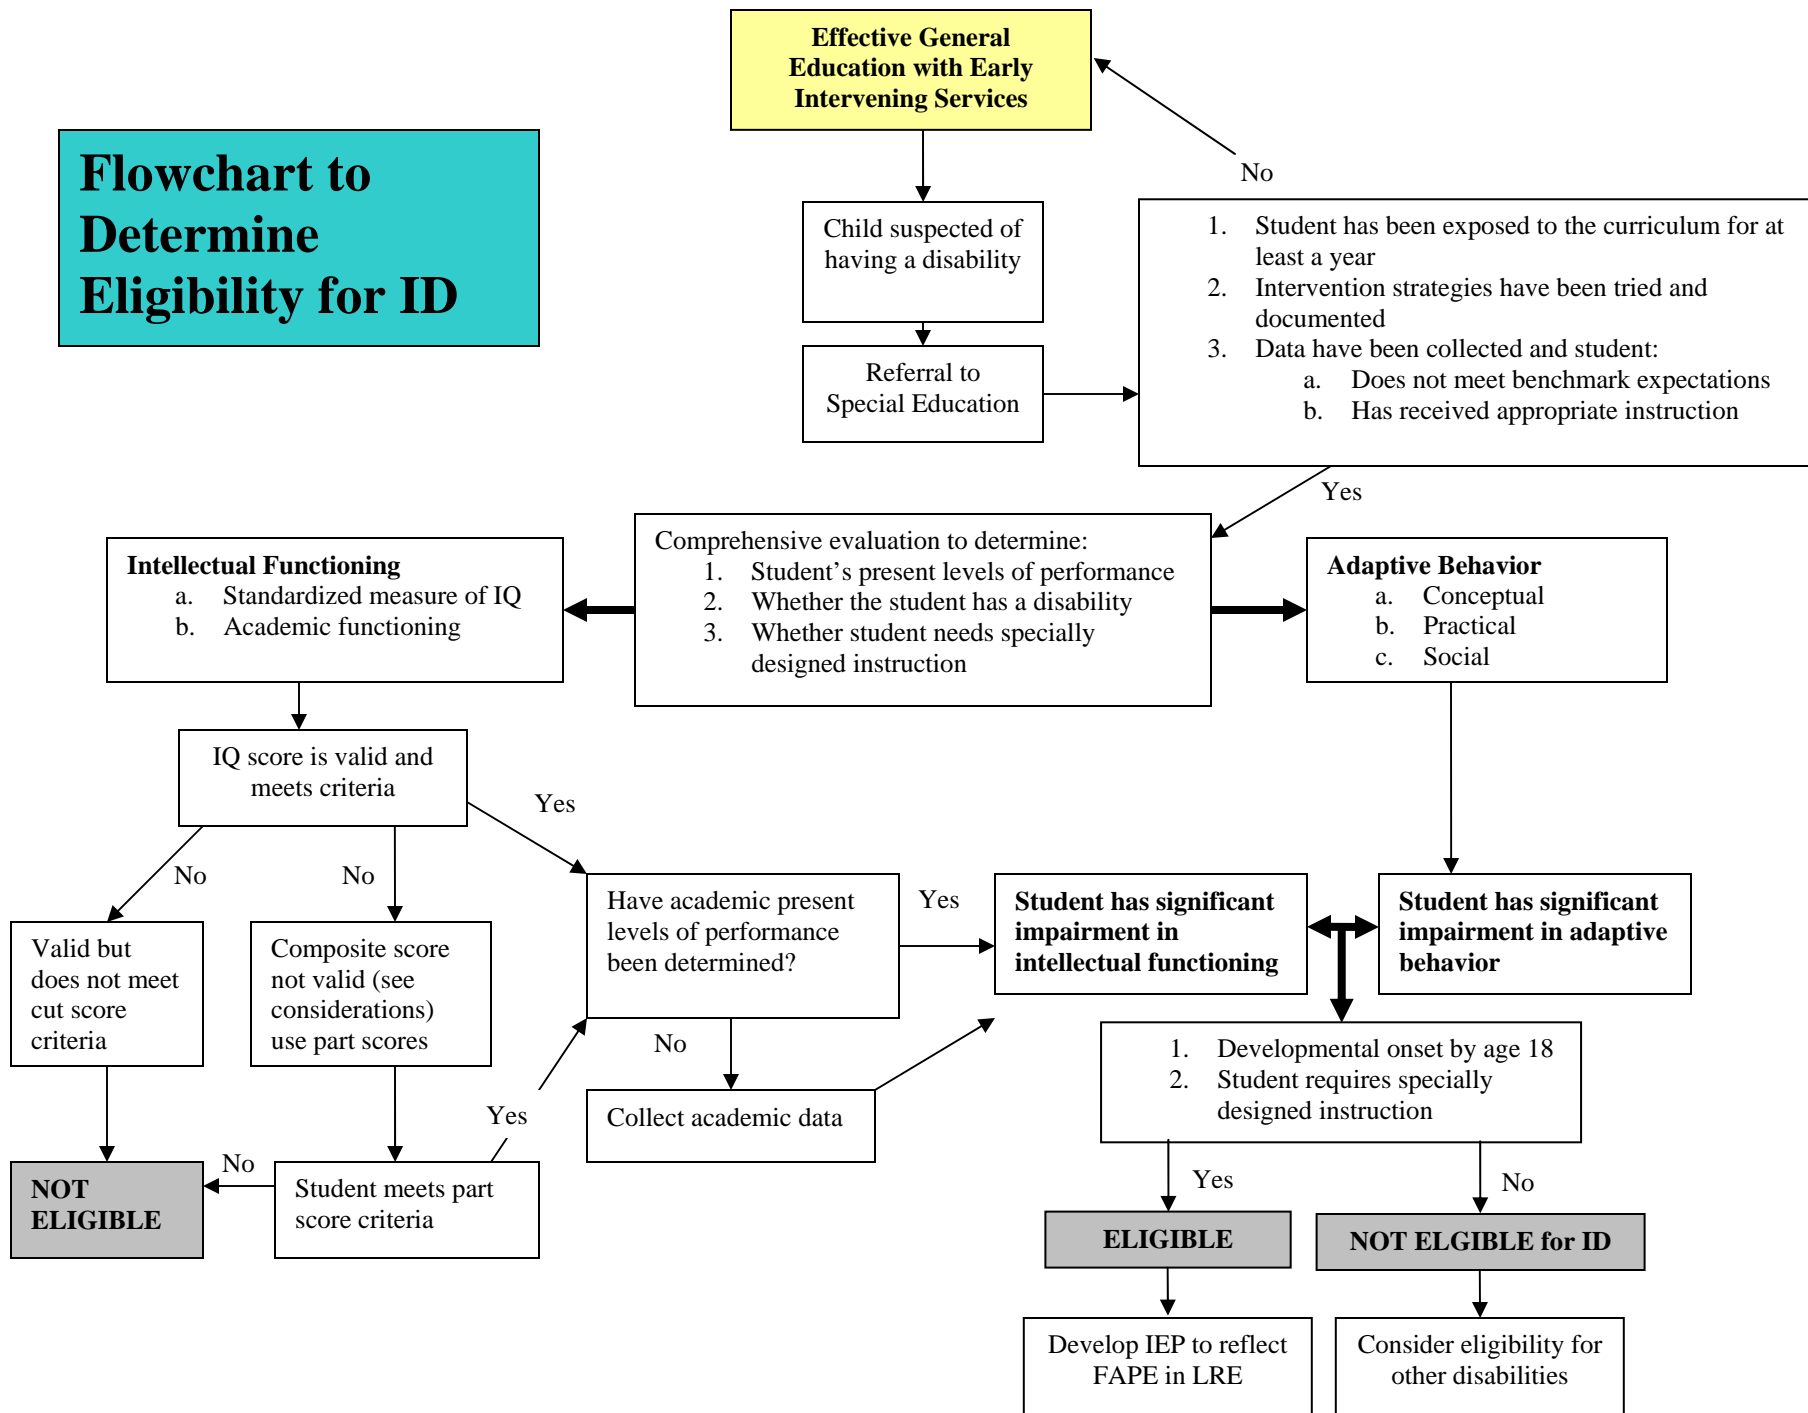 Effective General
Education with Early
Intervening Services
Flowchart to
Determine
Eligibility for ID
No
Child suspected of
having a disability
1. Student has been exposed to the curriculum for at
least a year
2. Intervention strategies have been tried and
documented
3. Data have been collected and student:
a. Does not meet benchmark expectations
b. Has received appropriate instruction
Referral to
Special Education
Yes
Comprehensive evaluation to determine:
1. Student's present levels of performance
2. Whether the student has a disability
3. Whether student needs specially
designed instruction
Intellectual Functioning
a. Standardized measure of IQ
b. Academic functioning
Adaptive Behavior
a. Conceptual
b. Practical
c. Social
IQ score is valid and
meets criteria
Yes
No
No
Valid but
does not meet
cut score
criteria
Composite score
not valid (see
considerations)
use part scores
Have academic present
levels of performance
been determined?
Yes
Student has significant
impairment in
intellectual functioning
Student has significant
impairment in adaptive
behavior
No
Collect academic data
1. Developmental onset by age 18
2. Student requires specially
designed instruction
Yes
No
NOT
ELIGIBLE
Student meets part
score criteria
Yes
No
ELIGIBLE
NOT ELGIBLE for ID
Develop IEP to reflect
FAPE in LRE
Consider eligibility for
other disabilities